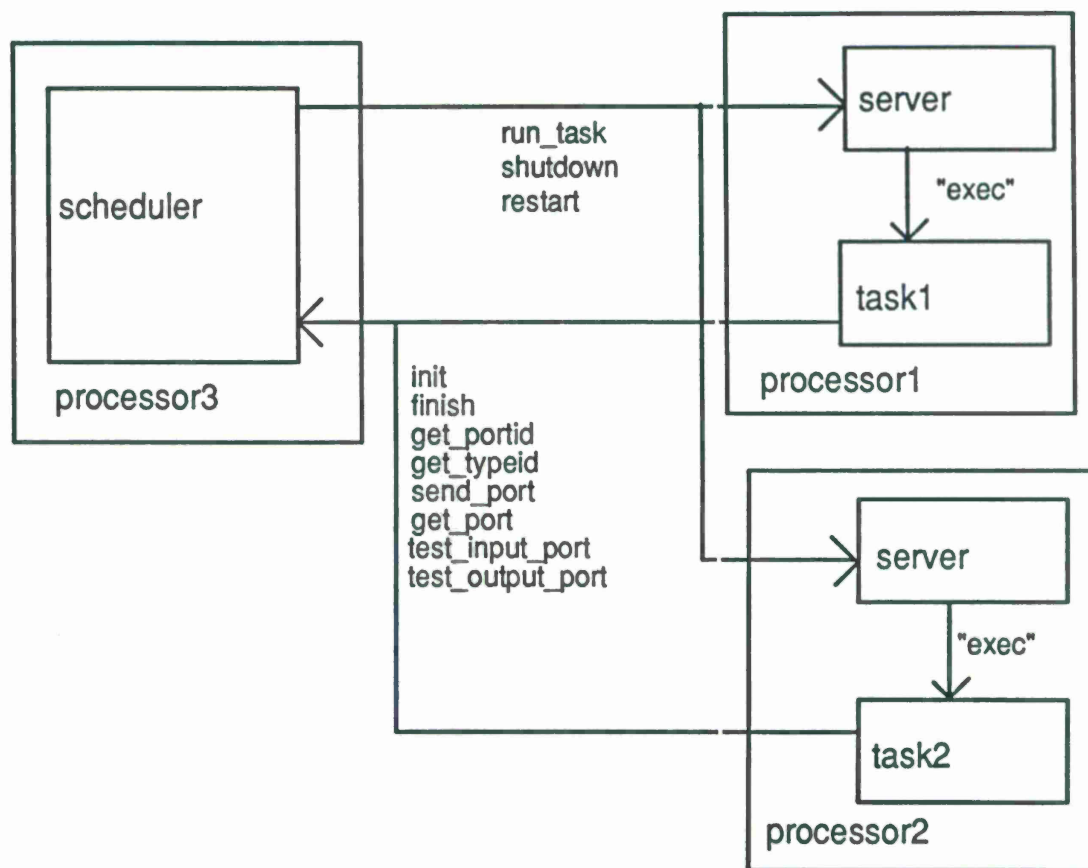 server
run_task
shutdown
restart
"exec"
scheduler
task1
processor1
processor3
init
finish
get_portid
get_typeid
send_port
get_port
test_input_port
test_output_port
server
"exec"
task2
processor2